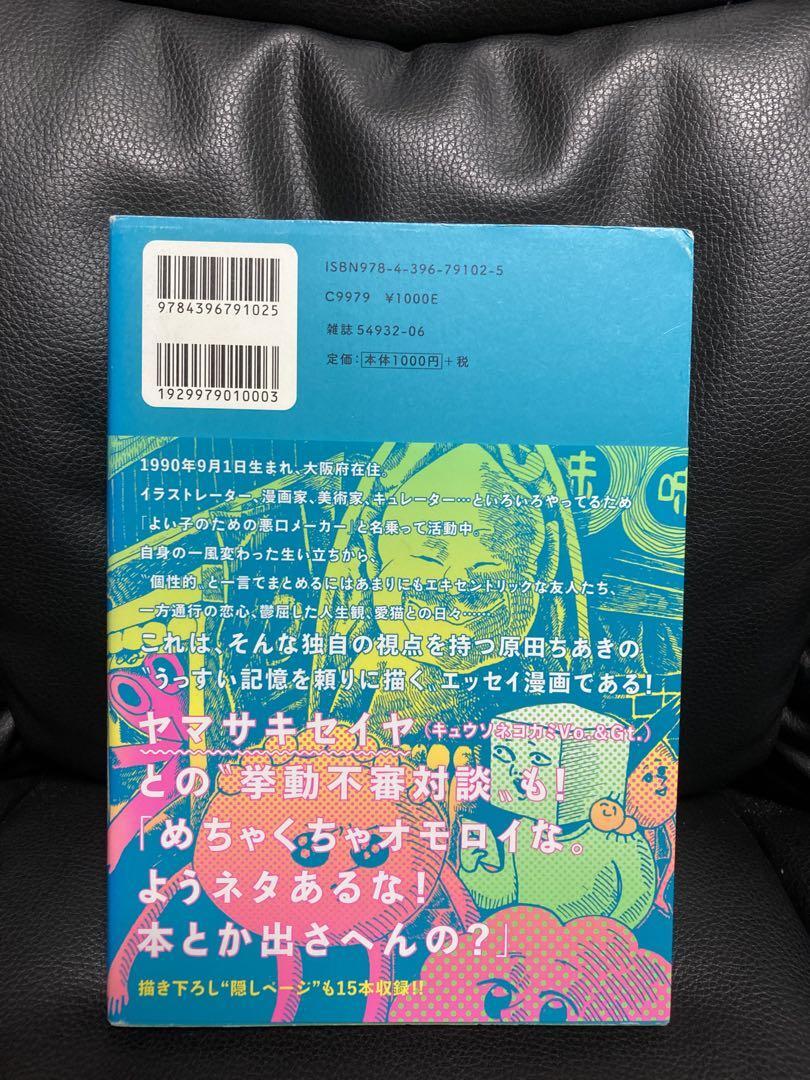 ISBN978-4-396-79102-5
C9979 ¥1000E
雑誌 54932-06
定価：本体1000円+税
9784396791025
1929979010003
味
1990年9月1日生まれ、大阪府在住。
イラストレーター、漫画家、美術家、キュレーター…といろいろやってるため
「よい子のための悪口メーカー」と名乗って活動中。
自身の一風変わった生い立ちから、
“個性的”と一言でまとめるにはあまりにもエキセントリックな友人たち、
一方通行の恋心、鬱屈した人生観、愛猫との日々…
これは、そんな独自の視点を持つ原田ちあきの
“うっすい記憶を頼りに描く”エッセイ漫画である！
ヤマサキセイヤ（キュウソネコカミVo.&Gt.）
との“挙動不審対談”も！
「めちゃくちゃオモロイな。
ようネタあるな！
本とか出さへんの？」
描き下ろし“隠しページ”も15本収録!!